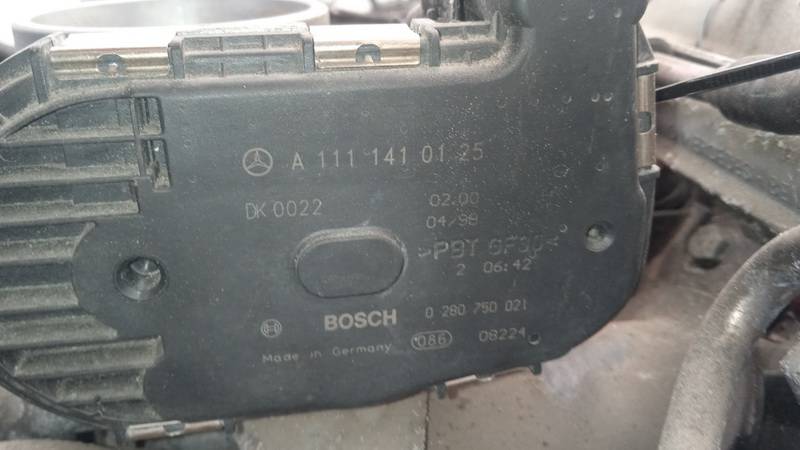 A 111 141 01 25
DK 0022
02.00
04/98
>PBT GF30<
2 06:42
BOSCH 0 280 750 021
Made in Germany 086 08224